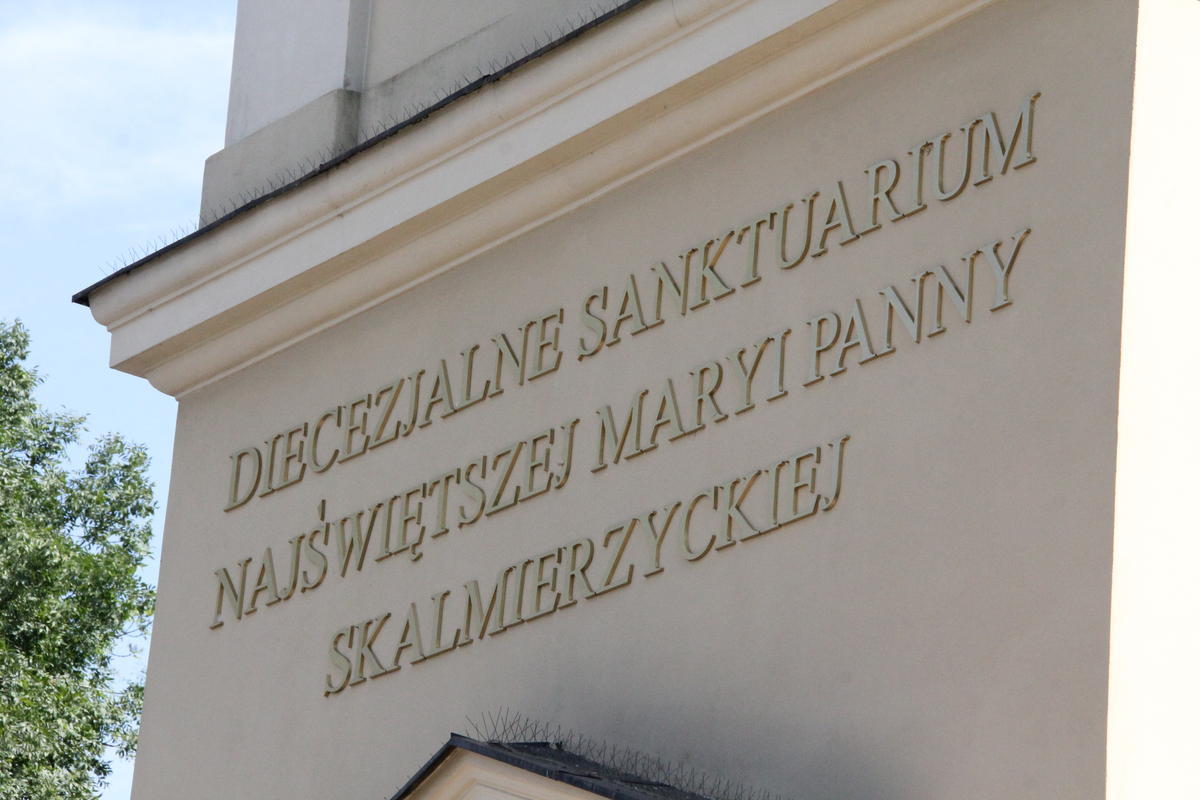 DIECEZJALNE SANKTUARIUM
NAJŚWIĘTSZEJ MARYI PANNY
SKALMIERZYCKIEJ